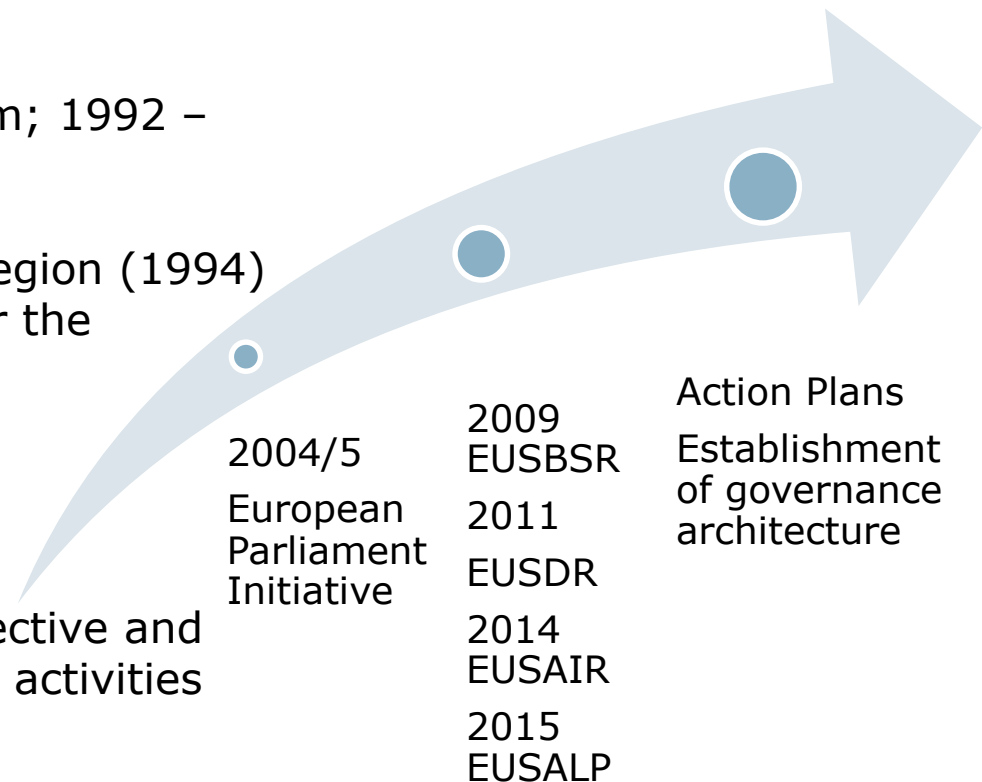 m; 1992 –
egion (1994)
r the
ective and
activities
2004/5
European
Parliament
Initiative
2009
EUSBSR
2011
EUSDR
2014
EUSAIR
2015
EUSALP
Action Plans
Establishment
of governance
architecture